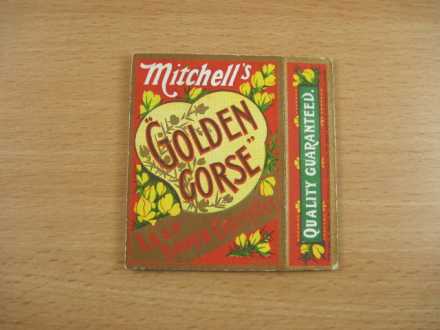 Mitchell's
"GOLDEN
GORSE"
QUALITY GUARANTEED.